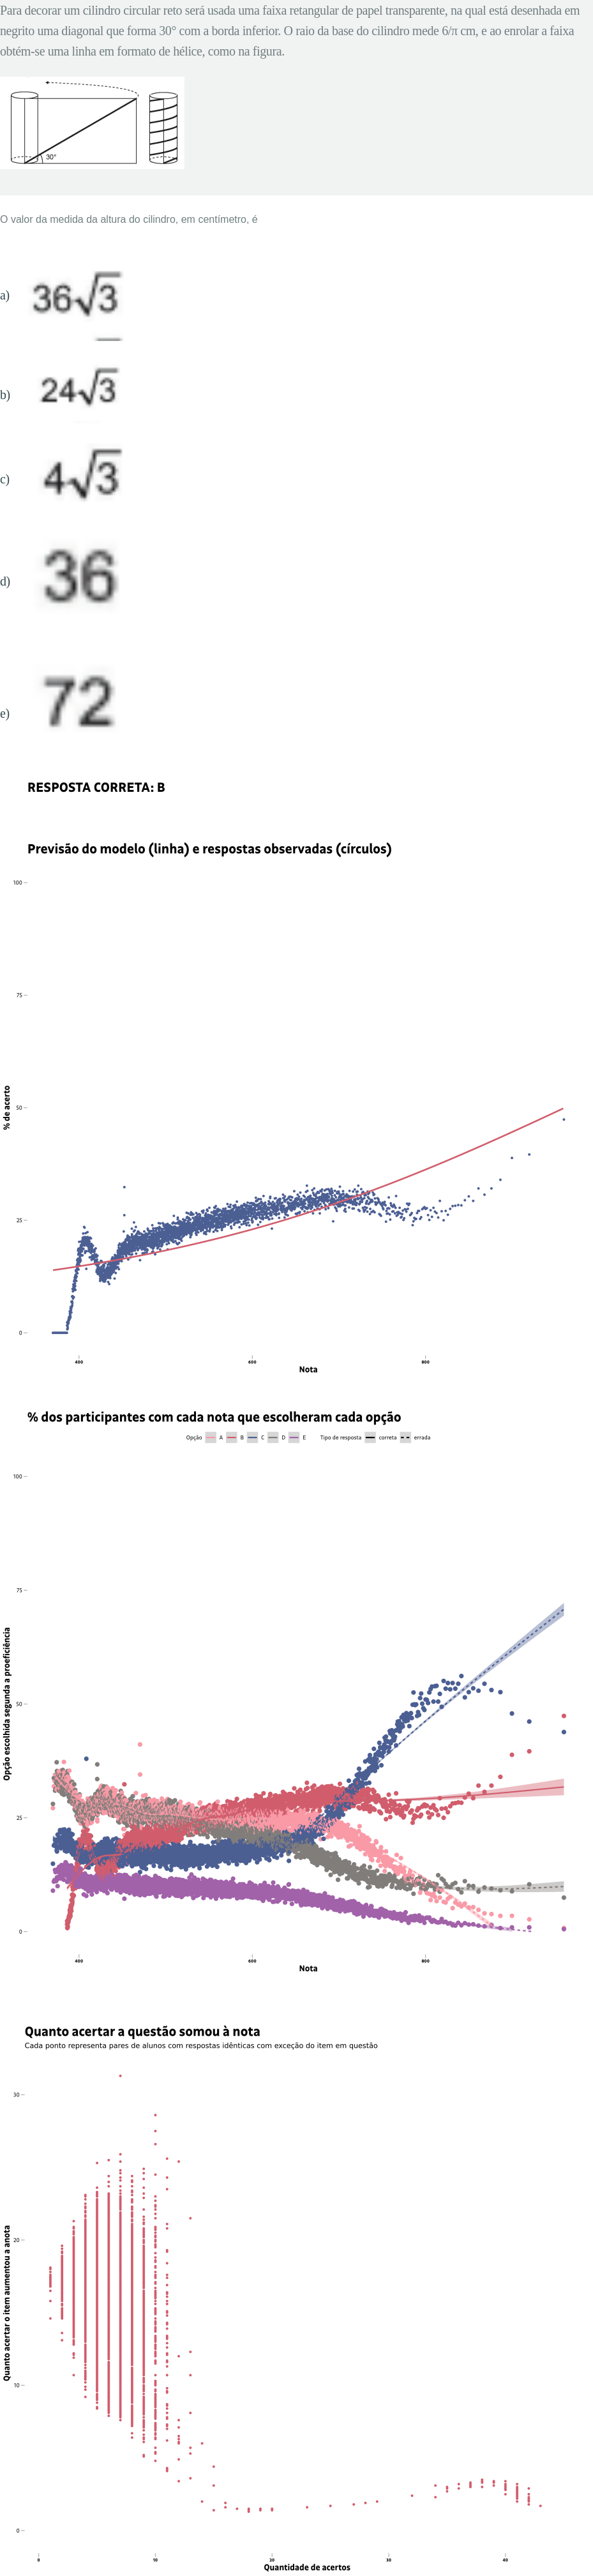 Para decorar um cilindro circular reto será usada uma faixa retangular de papel transparente, na qual está desenhada em
negrito uma diagonal que forma 30° com a borda inferior. O raio da base do cilindro mede 6/π cm, e ao enrolar a faixa
obtém-se uma linha em formato de hélice, como na figura.
30°
O valor da medida da altura do cilindro, em centímetro, é
a) 36√3
b) 24√3
c) 4√3
d) 36
e) 72
RESPOSTA CORRETA: B
Previsão do modelo (linha) e respostas observadas (círculos)
100
75
50
25
0
% de acerto
400 600 800
Nota
% dos participantes com cada nota que escolheram cada opção
Opção A B C D E Tipo de resposta correta errada
100
75
50
25
0
Opção escolhida segunda a proeficiência
400 600 800
Nota
Quanto acertar a questão somou à nota
Cada ponto representa pares de alunos com respostas idênticas com exceção do item em questão
30
20
10
0
Quanto acertar o item aumentou a anota
0 10 20 30 40
Quantidade de acertos